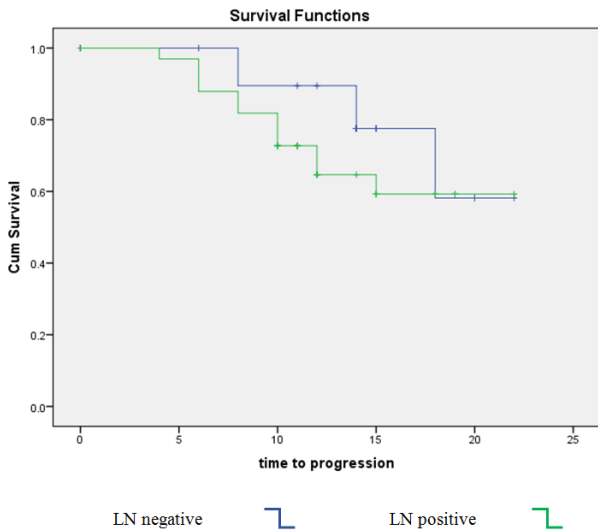 Survival Functions
1.0
0.8
0.6
0.4
0.2
0.0
Cum Survival
0 5 10 15 20 25
time to progression
LN negative LN positive